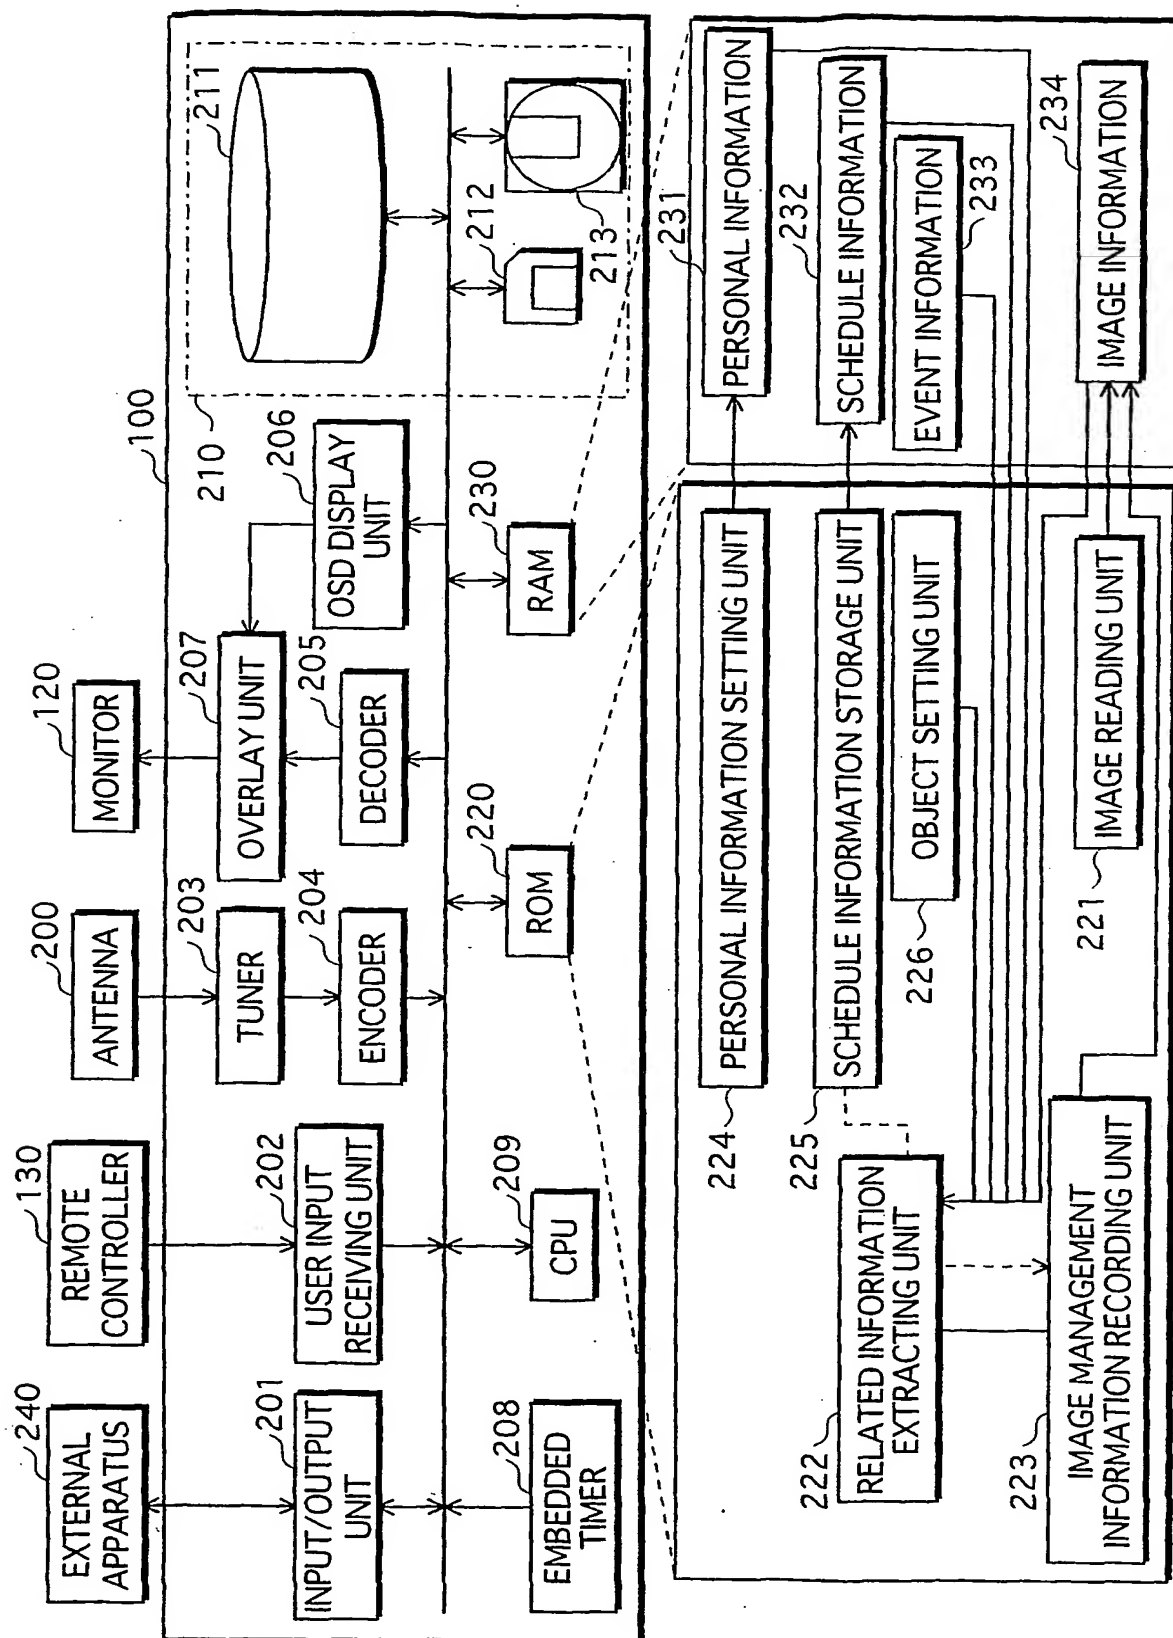 240
EXTERNAL
APPARATUS
130
REMOTE
CONTROLLER
200
ANTENNA
120
MONITOR
100
201
INPUT/OUTPUT
UNIT
202
USER INPUT
RECEIVING UNIT
203
TUNER
204
ENCODER
207
OVERLAY UNIT
205
DECODER
206
OSD DISPLAY
UNIT
210
211
212
213
208
EMBEDDED
TIMER
209
CPU
220
ROM
230
RAM
224
PERSONAL INFORMATION SETTING UNIT
225
SCHEDULE INFORMATION STORAGE UNIT
226
OBJECT SETTING UNIT
222
RELATED INFORMATION
EXTRACTING UNIT
223
IMAGE MANAGEMENT
INFORMATION RECORDING UNIT
221
IMAGE READING UNIT
231
PERSONAL INFORMATION
232
SCHEDULE INFORMATION
233
EVENT INFORMATION
234
IMAGE INFORMATION